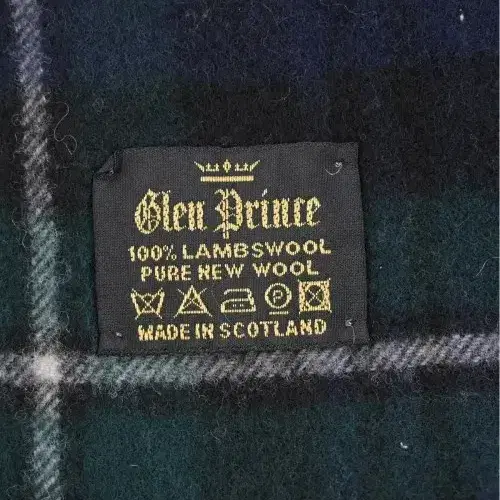 Glen Prince
100% LAMBSWOOL
PURE NEW WOOL
P
MADE IN SCOTLAND